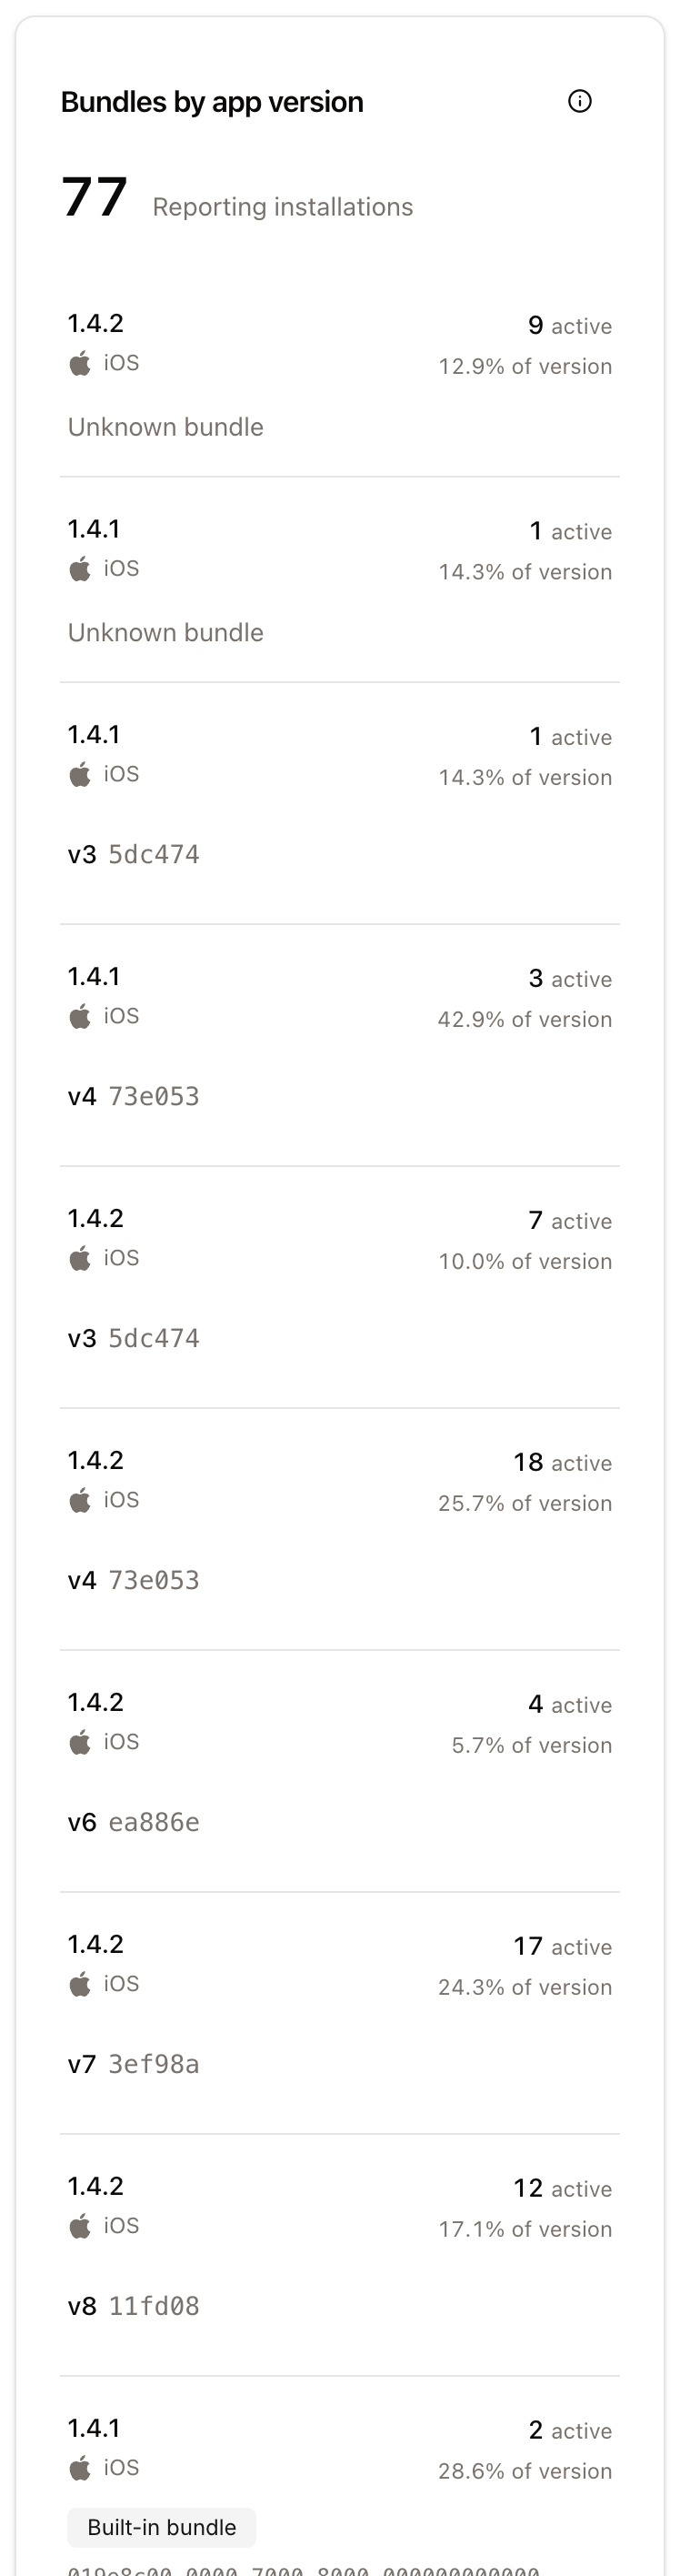 Bundles by app version
77 Reporting installations
1.4.2 9 active
iOS 12.9% of version
Unknown bundle
1.4.1 1 active
iOS 14.3% of version
Unknown bundle
1.4.1 1 active
iOS 14.3% of version
v3 5dc474
1.4.1 3 active
iOS 42.9% of version
v4 73e053
1.4.2 7 active
iOS 10.0% of version
v3 5dc474
1.4.2 18 active
iOS 25.7% of version
v4 73e053
1.4.2 4 active
iOS 5.7% of version
v6 ea886e
1.4.2 17 active
iOS 24.3% of version
v7 3ef98a
1.4.2 12 active
iOS 17.1% of version
v8 11fd08
1.4.1 2 active
iOS 28.6% of version
Built-in bundle